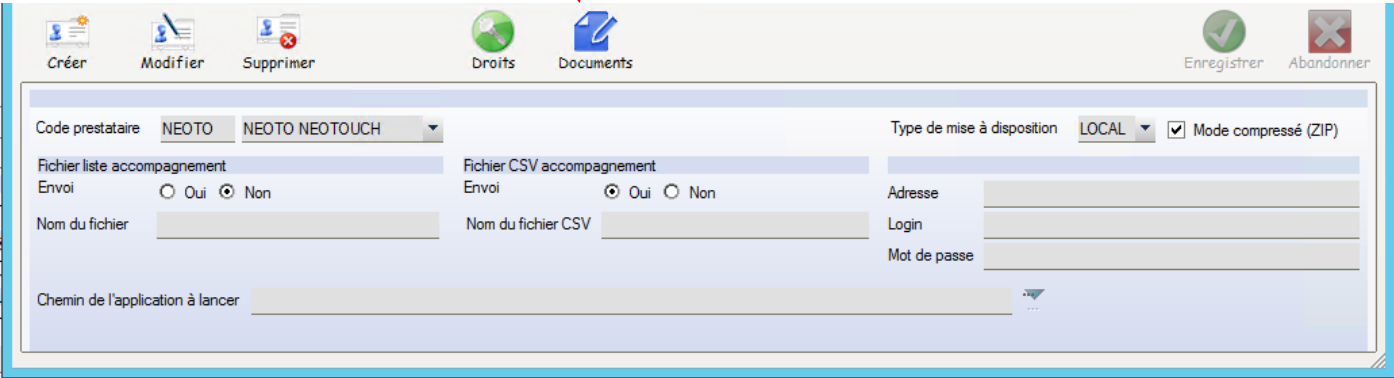 Créer Modifier Supprimer Droits Documents Enregistrer Abandonner
Code prestataire NEOTO NEOTO NEOTOUCH Type de mise à disposition LOCAL Mode compressé (ZIP)
Fichier liste accompagnement Fichier CSV accompagnement
Envoi Oui Non Envoi Oui Non Adresse
Nom du fichier Nom du fichier CSV Login
Mot de passe
Chemin de l'application à lancer
...